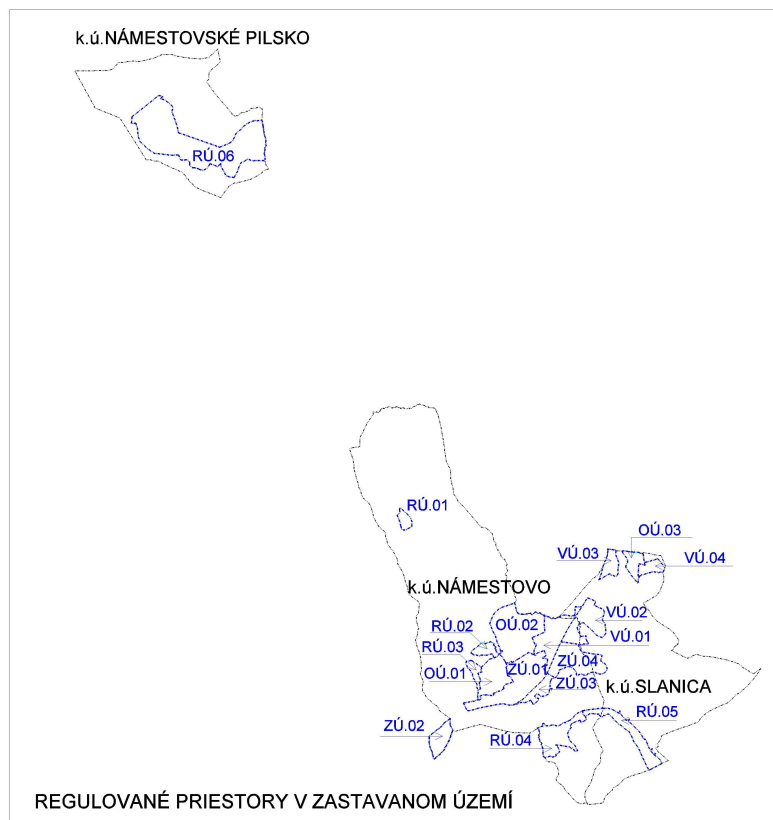 k.ú.NÁMESTOVSKÉ PILSKO
RÚ.06
RÚ.01
OÚ.03
VÚ.03
VÚ.04
k.ú.NÁMESTOVO
VÚ.02
OÚ.02
RÚ.02
VÚ.01
RÚ.03
ZÚ.04
ZÚ.01
OÚ.01
ZÚ.03
k.ú.SLANICA
RÚ.05
ZÚ.02
RÚ.04
REGULOVANÉ PRIESTORY V ZASTAVANOM ÚZEMÍ